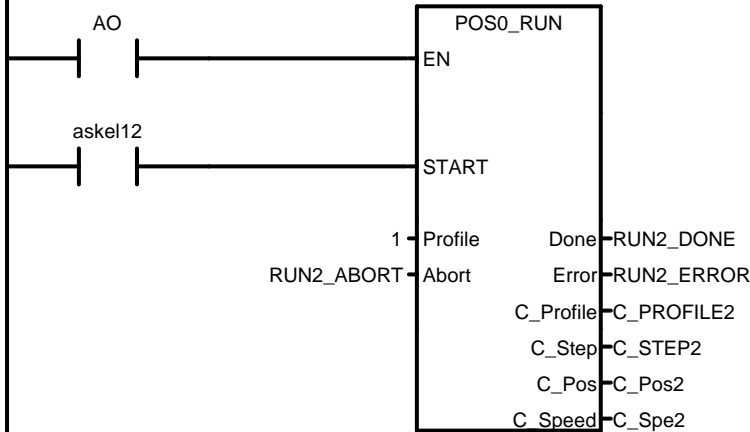 AO
POS0_RUN
EN
askel12
START
1 Profile Done RUN2_DONE
RUN2_ABORT Abort Error RUN2_ERROR
C_Profile C_PROFILE2
C_Step C_STEP2
C_Pos C_Pos2
C_Speed C_Spe2